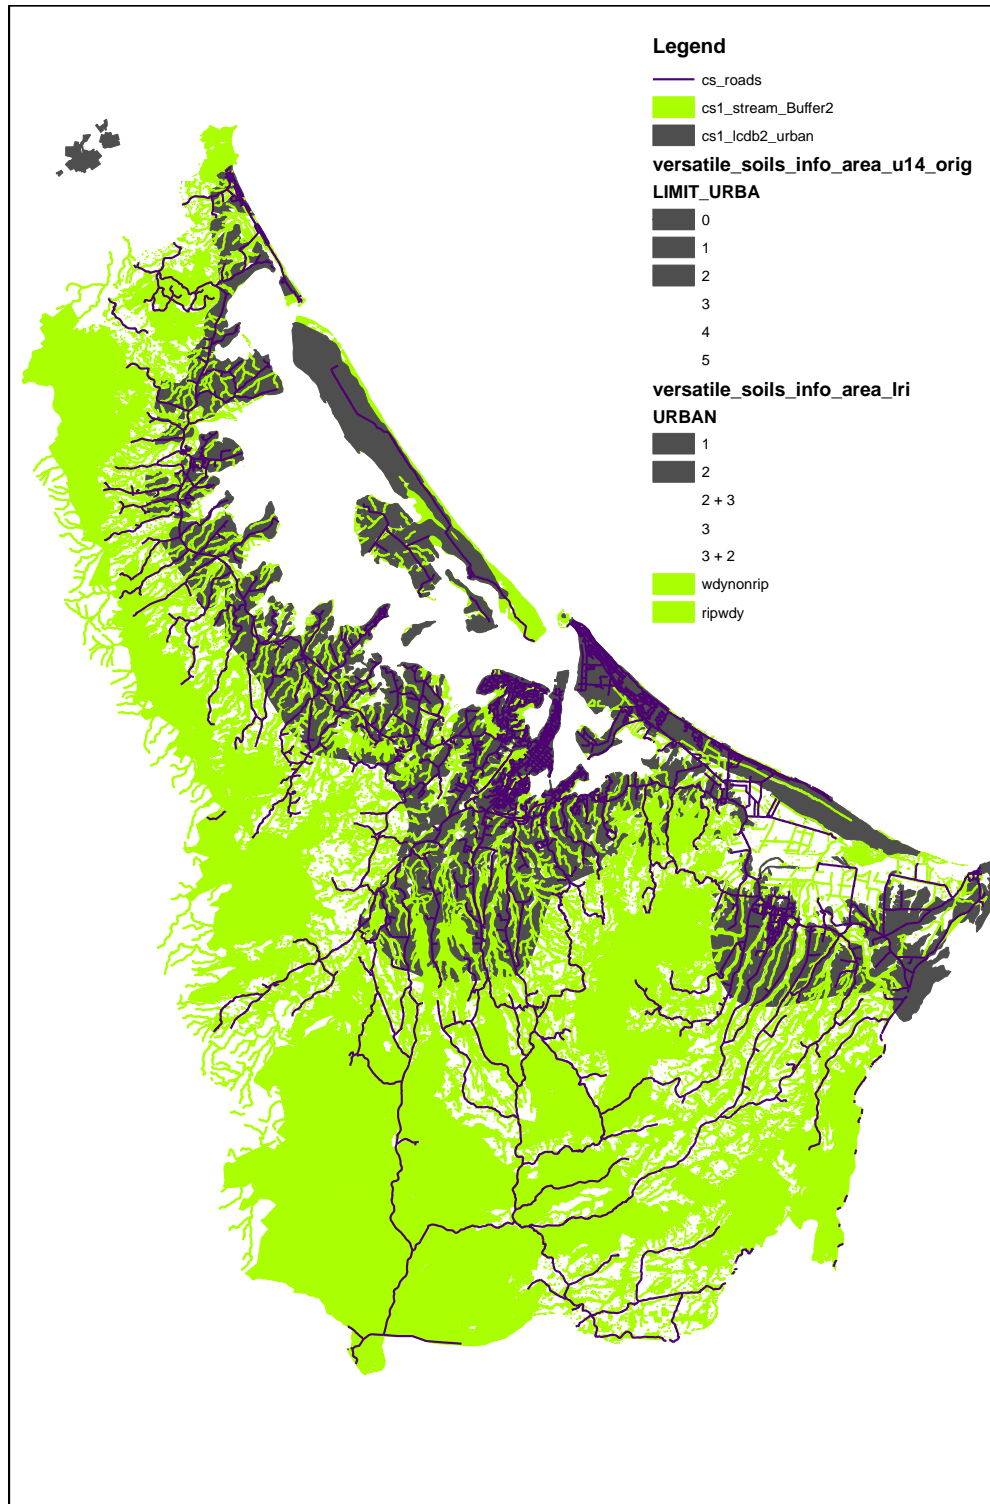 Legend
cs_roads
cs1_stream_Buffer2
cs1_lcdb2_urban
versatile_soils_info_area_u14_orig
LIMIT_URBA
0
1
2
3
4
5
versatile_soils_info_area_lri
URBAN
1
2
2 + 3
3
3 + 2
wdynonrip
ripwdy